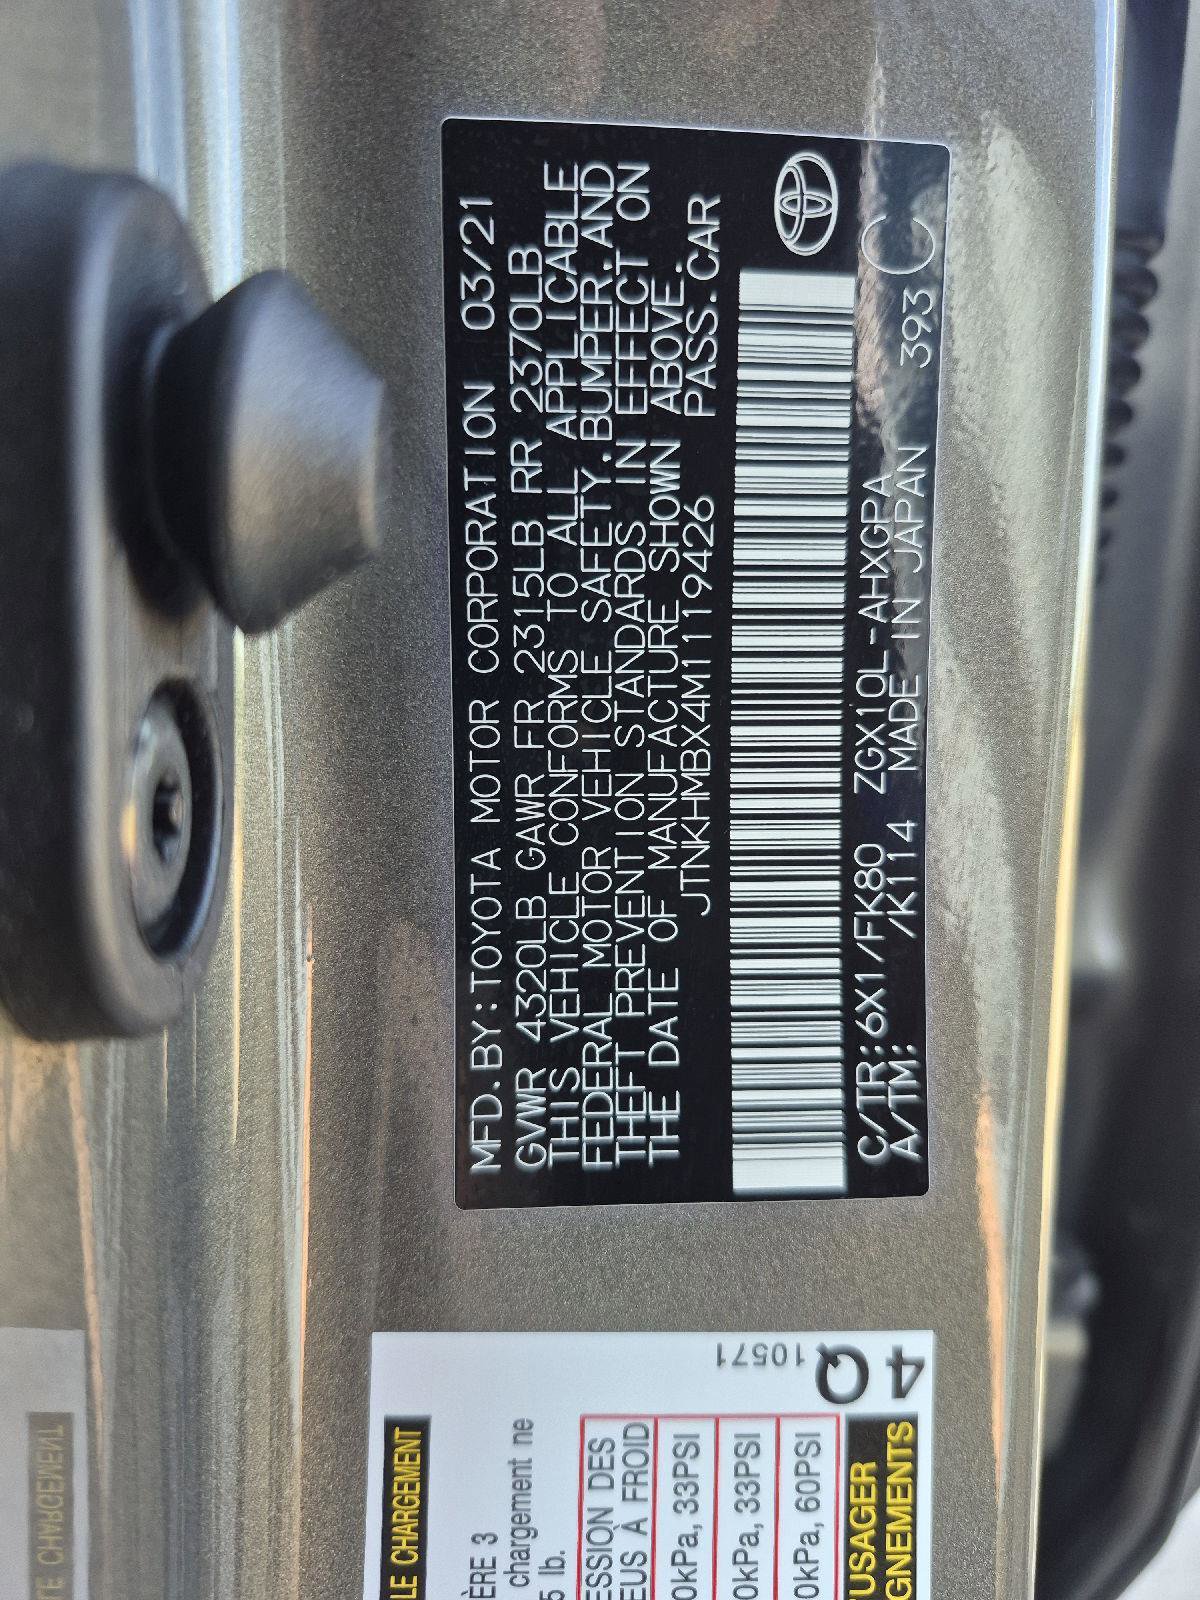 MFD.BY:TOYOTA MOTOR CORPORATION 03/21
GVWR 4320LB GAWR FR 2315LB RR 2370LB
THIS VEHICLE CONFORMS TO ALL APPLICABLE
FEDERAL MOTOR VEHICLE SAFETY,BUMPER,AND
THEFT PREVENTION STANDARDS IN EFFECT ON
THE DATE OF MANUFACTURE SHOWN ABOVE.
JTNKHMBX4M1119426 PASS.CAR
C/TR:6X1/FK80 ZGX10L-AHXGPA
A/TM: /K114 MADE IN JAPAN 393 C
LE CHARGEMENT
ÈRE 3
chargement ne
5 lb.
ESSION DES
EUS À FROID
0kPa, 33PSI
0kPa, 33PSI
0kPa, 60PSI
USAGER
GNEMENTS
10571
4Q